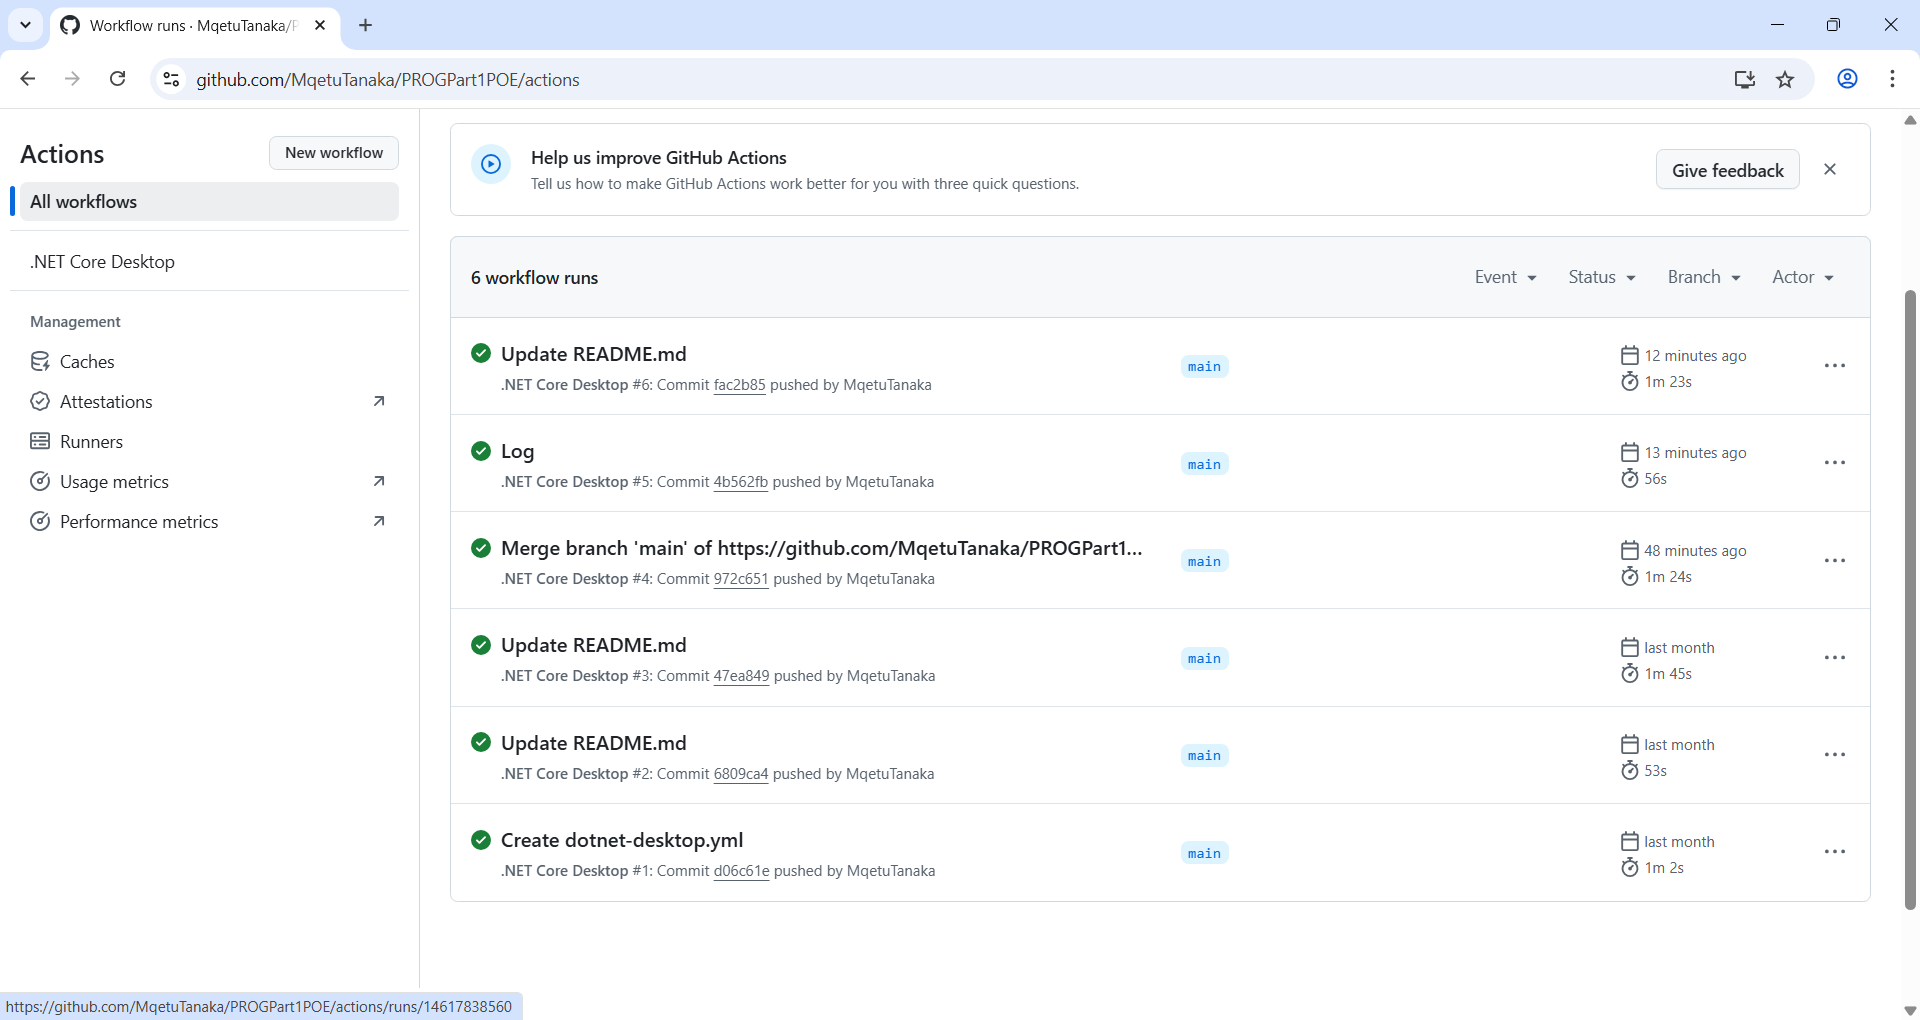 Workflow runs · MqetuTanaka/P
github.com/MqetuTanaka/PROGPart1POE/actions
Actions
New workflow
All workflows
.NET Core Desktop
Management
Caches
Attestations
Runners
Usage metrics
Performance metrics
Help us improve GitHub Actions
Tell us how to make GitHub Actions work better for you with three quick questions.
Give feedback
6 workflow runs
Event
Status
Branch
Actor
Update README.md
.NET Core Desktop #6: Commit fac2b85 pushed by MqetuTanaka
main
12 minutes ago
1m 23s
Log
.NET Core Desktop #5: Commit 4b562fb pushed by MqetuTanaka
main
13 minutes ago
56s
Merge branch 'main' of https://github.com/MqetuTanaka/PROGPart1...
.NET Core Desktop #4: Commit 972c651 pushed by MqetuTanaka
main
48 minutes ago
1m 24s
Update README.md
.NET Core Desktop #3: Commit 47ea849 pushed by MqetuTanaka
main
last month
1m 45s
Update README.md
.NET Core Desktop #2: Commit 6809ca4 pushed by MqetuTanaka
main
last month
53s
Create dotnet-desktop.yml
.NET Core Desktop #1: Commit d06c61e pushed by MqetuTanaka
main
last month
1m 2s
https://github.com/MqetuTanaka/PROGPart1POE/actions/runs/14617838560